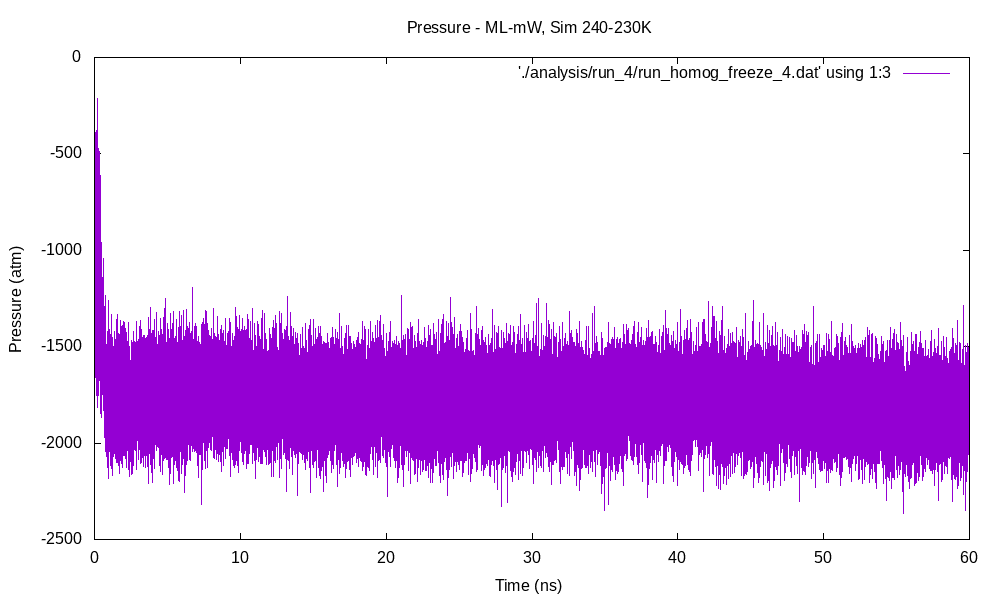 Pressure - ML-mW, Sim 240-230K
'./analysis/run_4/run_homog_freeze_4.dat' using 1:3
Pressure (atm)
0
-500
-1000
-1500
-2000
-2500
0 10 20 30 40 50 60
Time (ns)